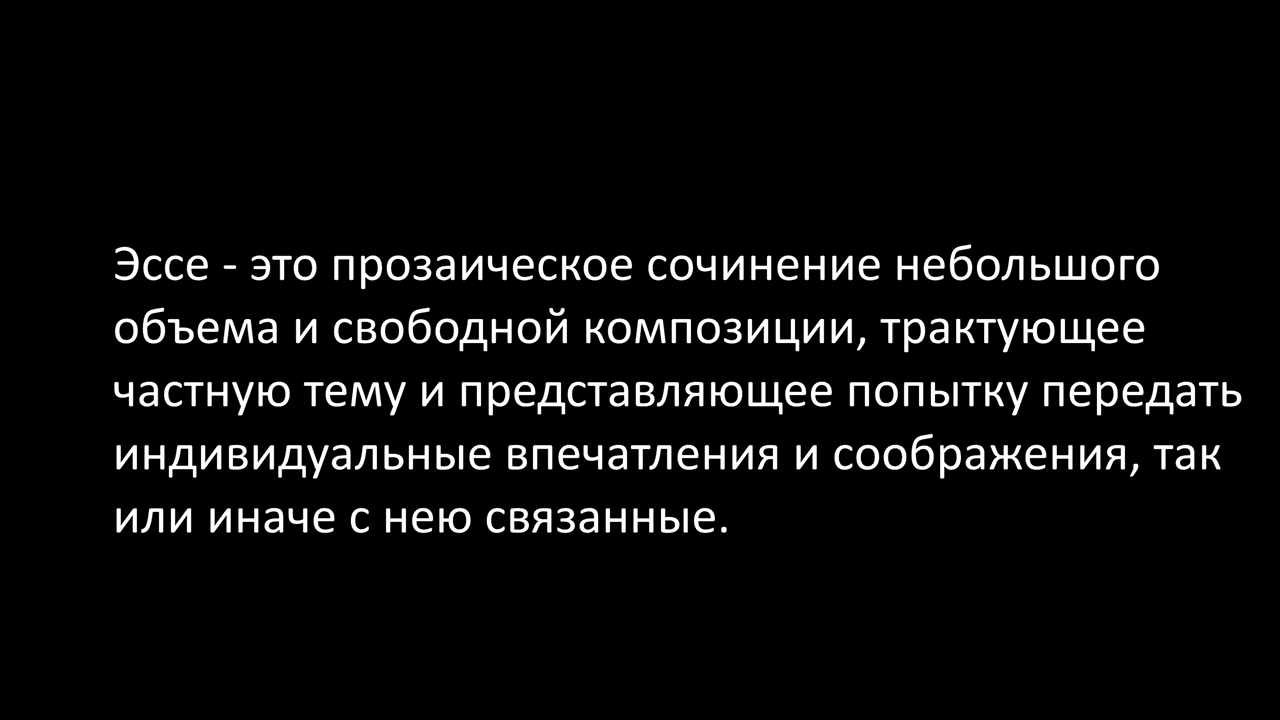 Эссе - это прозаическое сочинение небольшого
объема и свободной композиции, трактующее
частную тему и представляющее попытку передать
индивидуальные впечатления и соображения, так
или иначе с нею связанные.